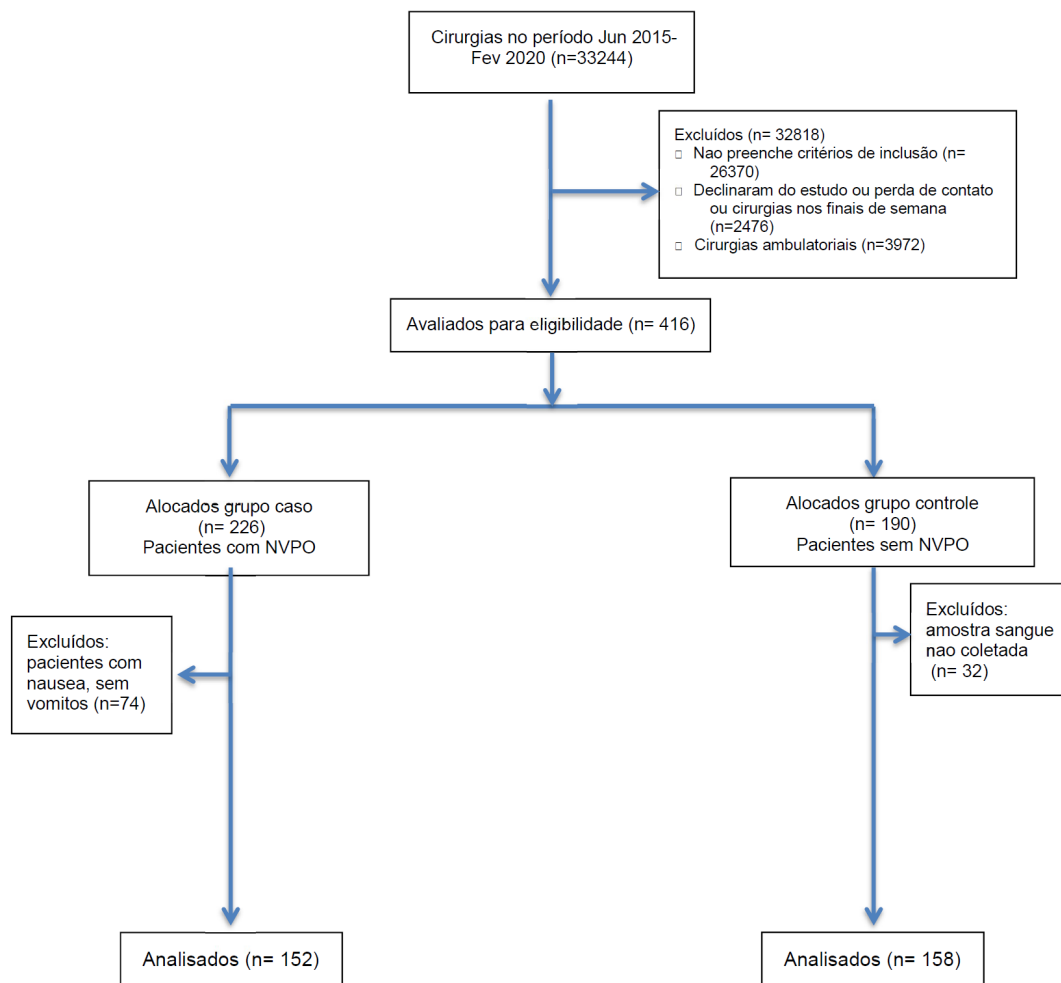 Cirurgias no período Jun 2015-
Fev 2020 (n=33244)
Excluídos (n= 32818)
Nao preenche critérios de inclusão (n=
26370)
Declinaram do estudo ou perda de contato
ou cirurgias nos finais de semana
(n=2476)
Cirurgias ambulatoriais (n=3972)
Avaliados para eligibilidade (n= 416)
Alocados grupo caso
(n= 226)
Pacientes com NVPO
Alocados grupo controle
(n= 190)
Pacientes sem NVPO
Excluídos:
pacientes com
nausea, sem
vomitos (n=74)
Excluídos:
amostra sangue
nao coletada
(n= 32)
Analisados (n= 152)
Analisados (n= 158)